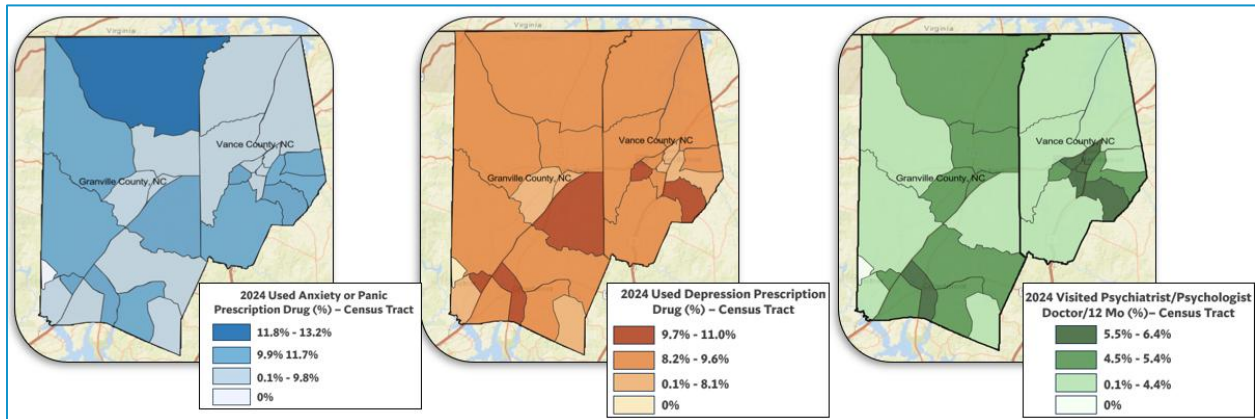 Virginia
Vance County, NC
Granville County, NC
2024 Used Anxiety or Panic
Prescription Drug (%) – Census Tract
11.8% - 13.2%
9.9% 11.7%
0.1% - 9.8%
0%
Virginia
Vance County, NC
Granville County, NC
2024 Used Depression Prescription
Drug (%) – Census Tract
9.7% - 11.0%
8.2% - 9.6%
0.1% - 8.1%
0%
Virginia
Vance County, NC
Granville County, NC
2024 Visited Psychiatrist/Psychologist
Doctor/12 Mo (%)– Census Tract
5.5% - 6.4%
4.5% - 5.4%
0.1% - 4.4%
0%